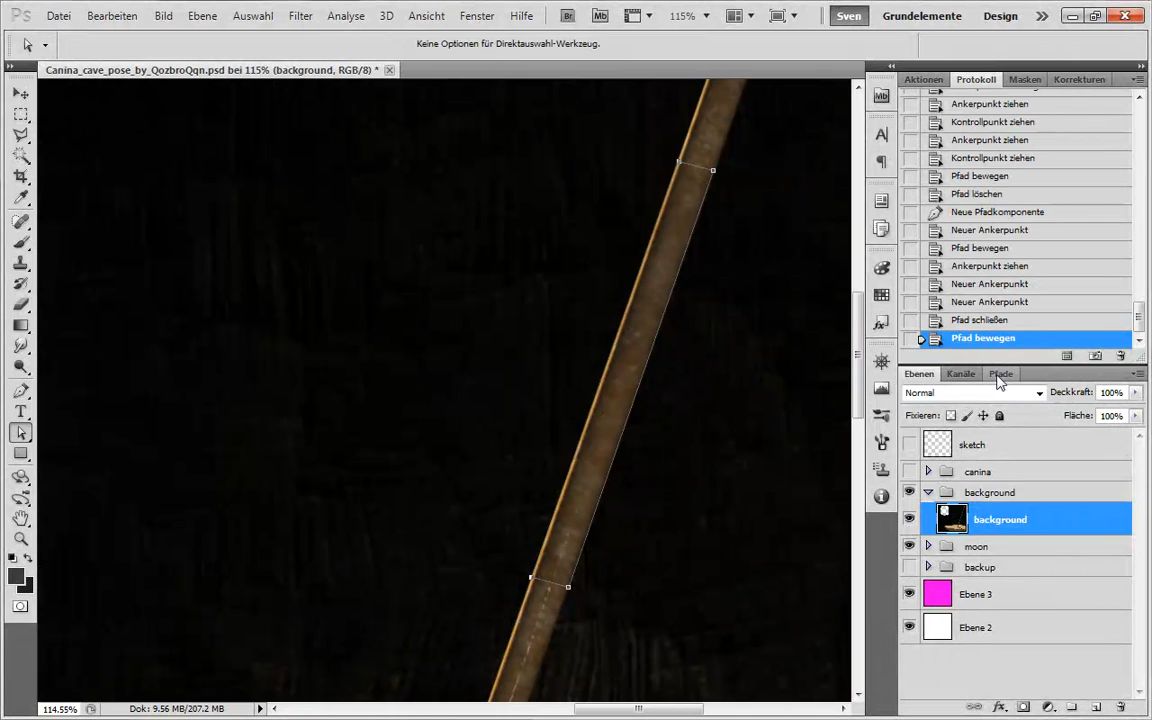 Ps Datei Bearbeiten Bild Ebene Auswahl Filter Analyse 3D Ansicht Fenster Hilfe Br Mb 115% Sven Grundelemente Design
Keine Optionen für Direktauswahl-Werkzeug.
Canina_cave_pose_by_QozbroQqn.psd bei 115% (background, RGB/8) *
Aktionen Protokoll Masken Korrekturen
Ankerpunkt ziehen
Kontrollpunkt ziehen
Ankerpunkt ziehen
Kontrollpunkt ziehen
Pfad bewegen
Pfad löschen
Neue Pfadkomponente
Neuer Ankerpunkt
Pfad bewegen
Ankerpunkt ziehen
Neuer Ankerpunkt
Neuer Ankerpunkt
Pfad schließen
Pfad bewegen
Ebenen Kanäle Pfade
Normal Deckkraft: 100%
Fixieren: Fläche: 100%
sketch
canina
background
background
moon
backup
Ebene 3
Ebene 2
114.55% Dok: 9.56 MB/207.2 MB